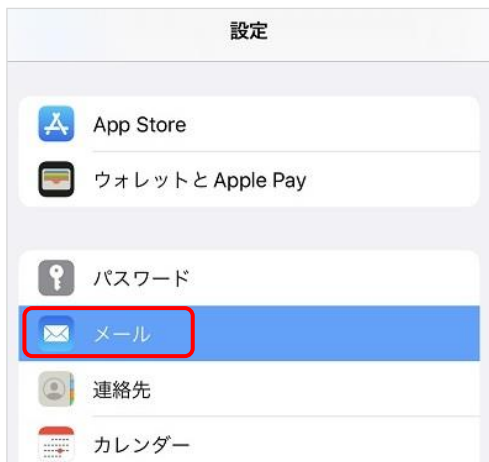 設定
App Store
ウォレットと Apple Pay
パスワード
メール
連絡先
カレンダー